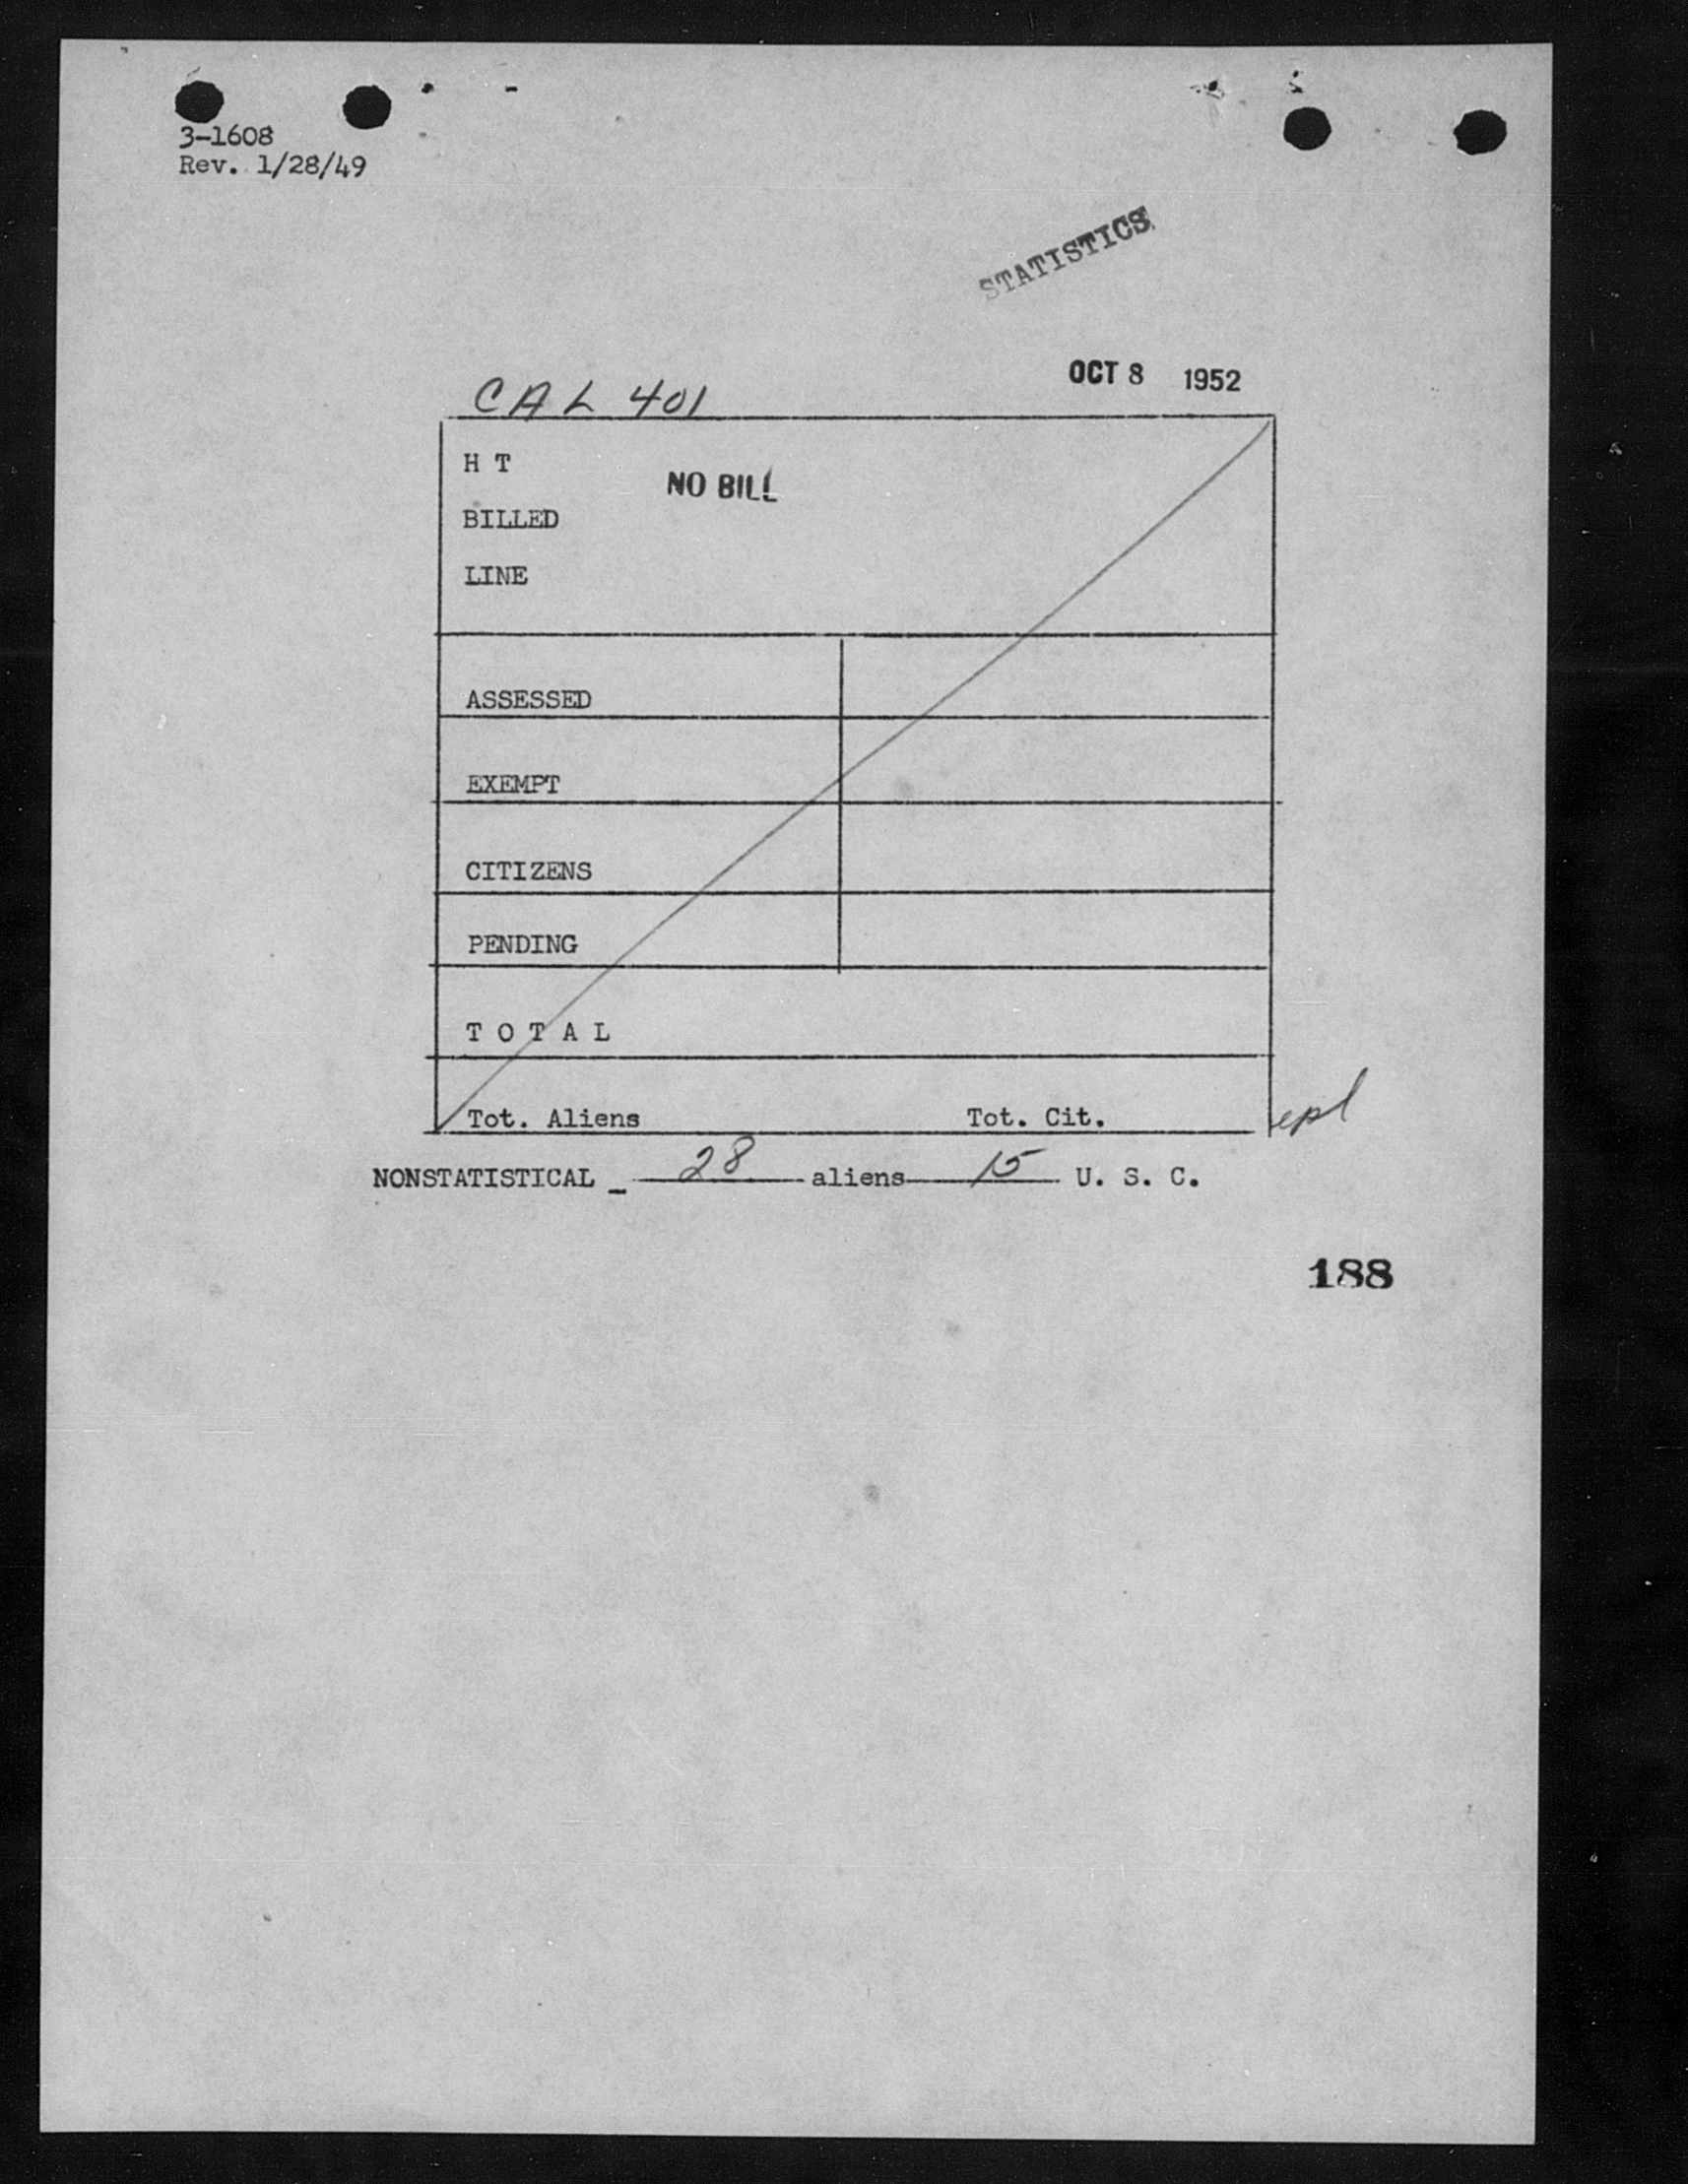 3-1608
Rev. 1/28/49
STATISTICS
OCT 8 1952
CAL 401
H T
NO BILL
BILLED
LINE
ASSESSED
EXEMPT
CITIZENS
PENDING
T O T A L
Tot. Aliens Tot. Cit. epl
NONSTATISTICAL - 28 aliens 15 U. S. C.
188